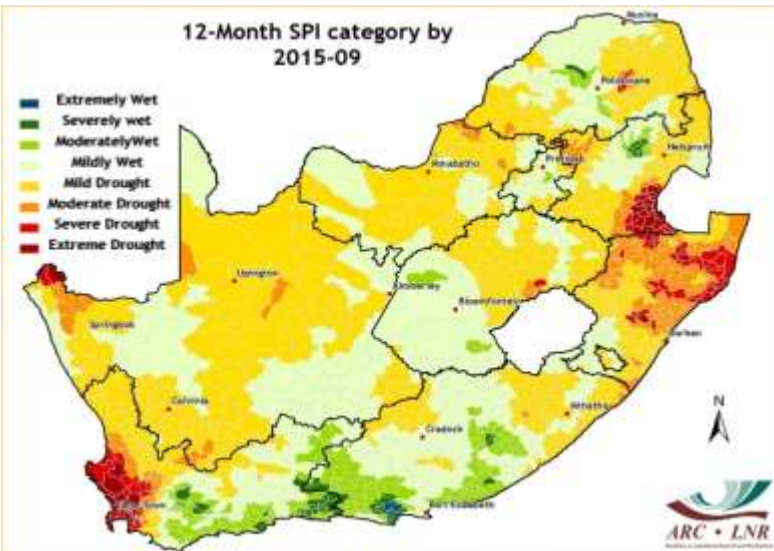 12-Month SPI category by
2015-09
Extremely Wet
Severely wet
ModeratelyWet
Mildly Wet
Mild Drought
Moderate Drought
Severe Drought
Extreme Drought
Musina
Polokwane
Nelspruit
Mmabatho
Pretoria
Upington
Kimberley
Bloemfontein
Springbok
Durban
Calvinia
Mthatha
Cradock
N
Port Elizabeth
Cape Town
ARC • LNR